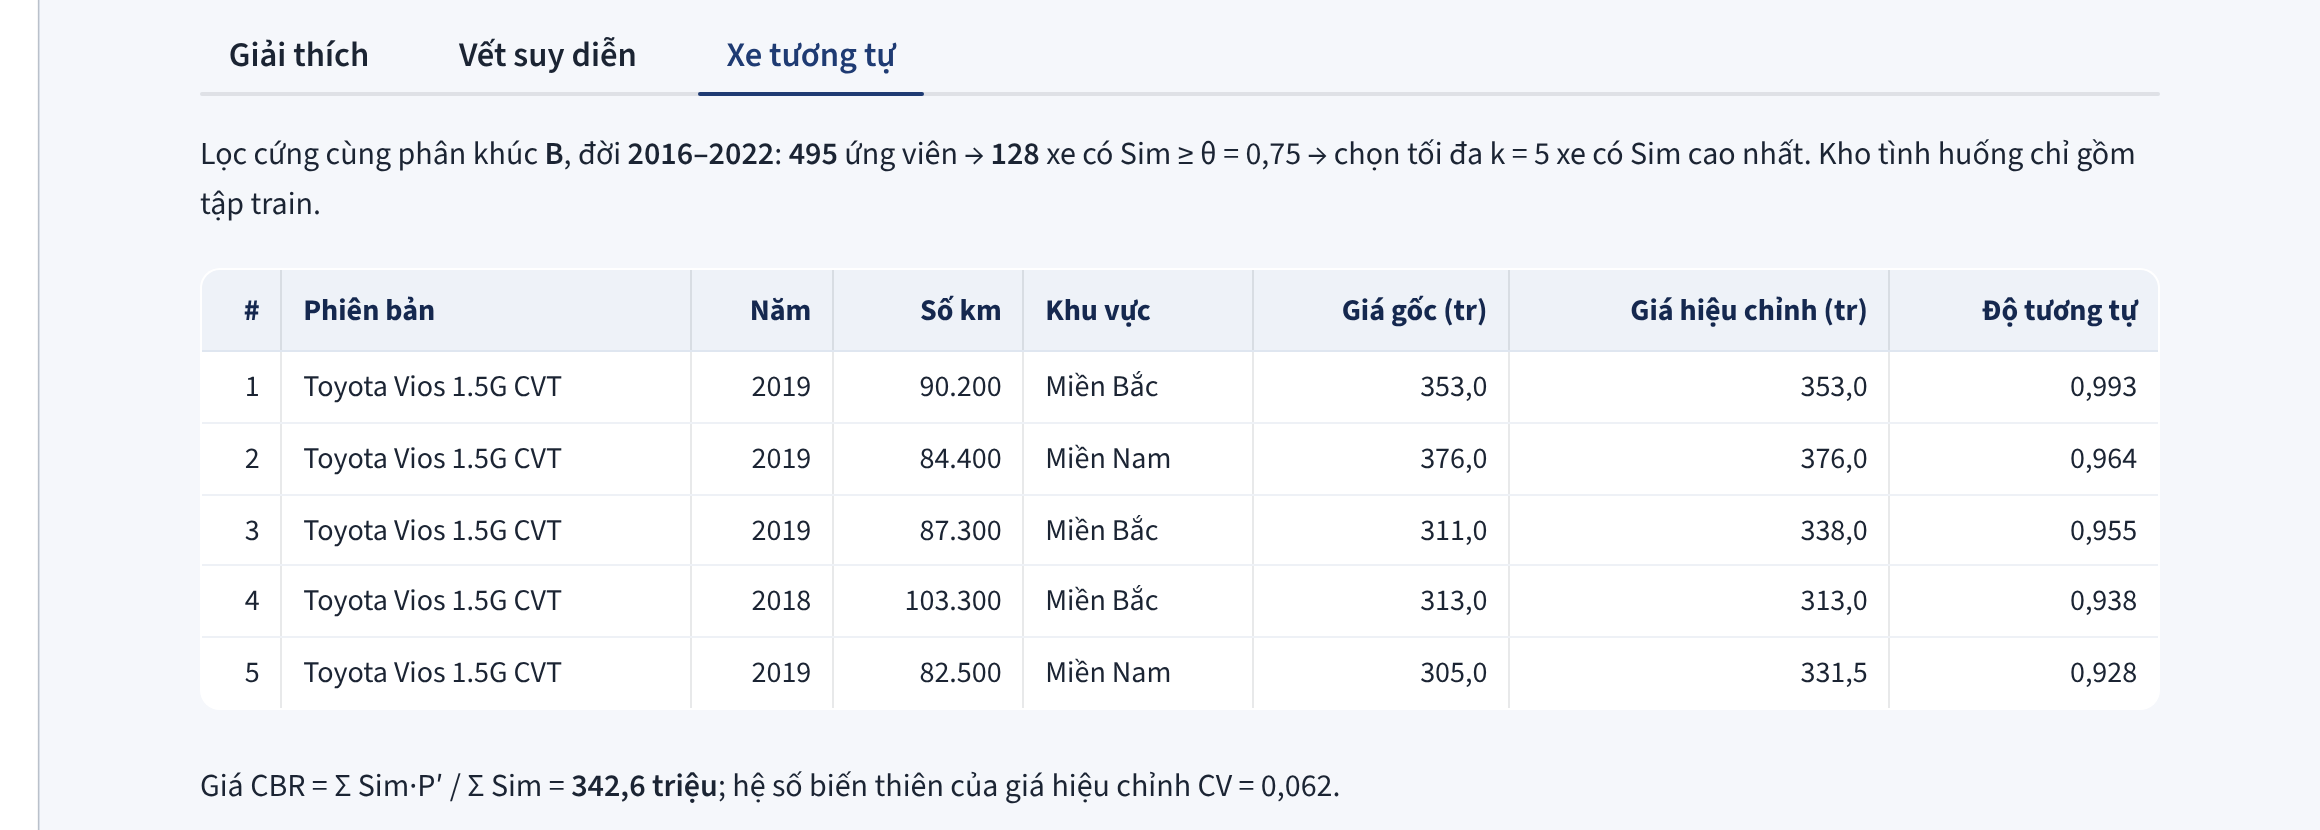 Giải thích Vết suy diễn Xe tương tự
Lọc cứng cùng phân khúc B, đời 2016–2022: 495 ứng viên → 128 xe có Sim ≥ θ = 0,75 → chọn tối đa k = 5 xe có Sim cao nhất. Kho tình huống chỉ gồm
tập train.
# Phiên bản Năm Số km Khu vực Giá gốc (tr) Giá hiệu chỉnh (tr) Độ tương tự
1 Toyota Vios 1.5G CVT 2019 90.200 Miền Bắc 353,0 353,0 0,993
2 Toyota Vios 1.5G CVT 2019 84.400 Miền Nam 376,0 376,0 0,964
3 Toyota Vios 1.5G CVT 2019 87.300 Miền Bắc 311,0 338,0 0,955
4 Toyota Vios 1.5G CVT 2018 103.300 Miền Bắc 313,0 313,0 0,938
5 Toyota Vios 1.5G CVT 2019 82.500 Miền Nam 305,0 331,5 0,928
Giá CBR = Σ Sim·P′ / Σ Sim = 342,6 triệu; hệ số biến thiên của giá hiệu chỉnh CV = 0,062.